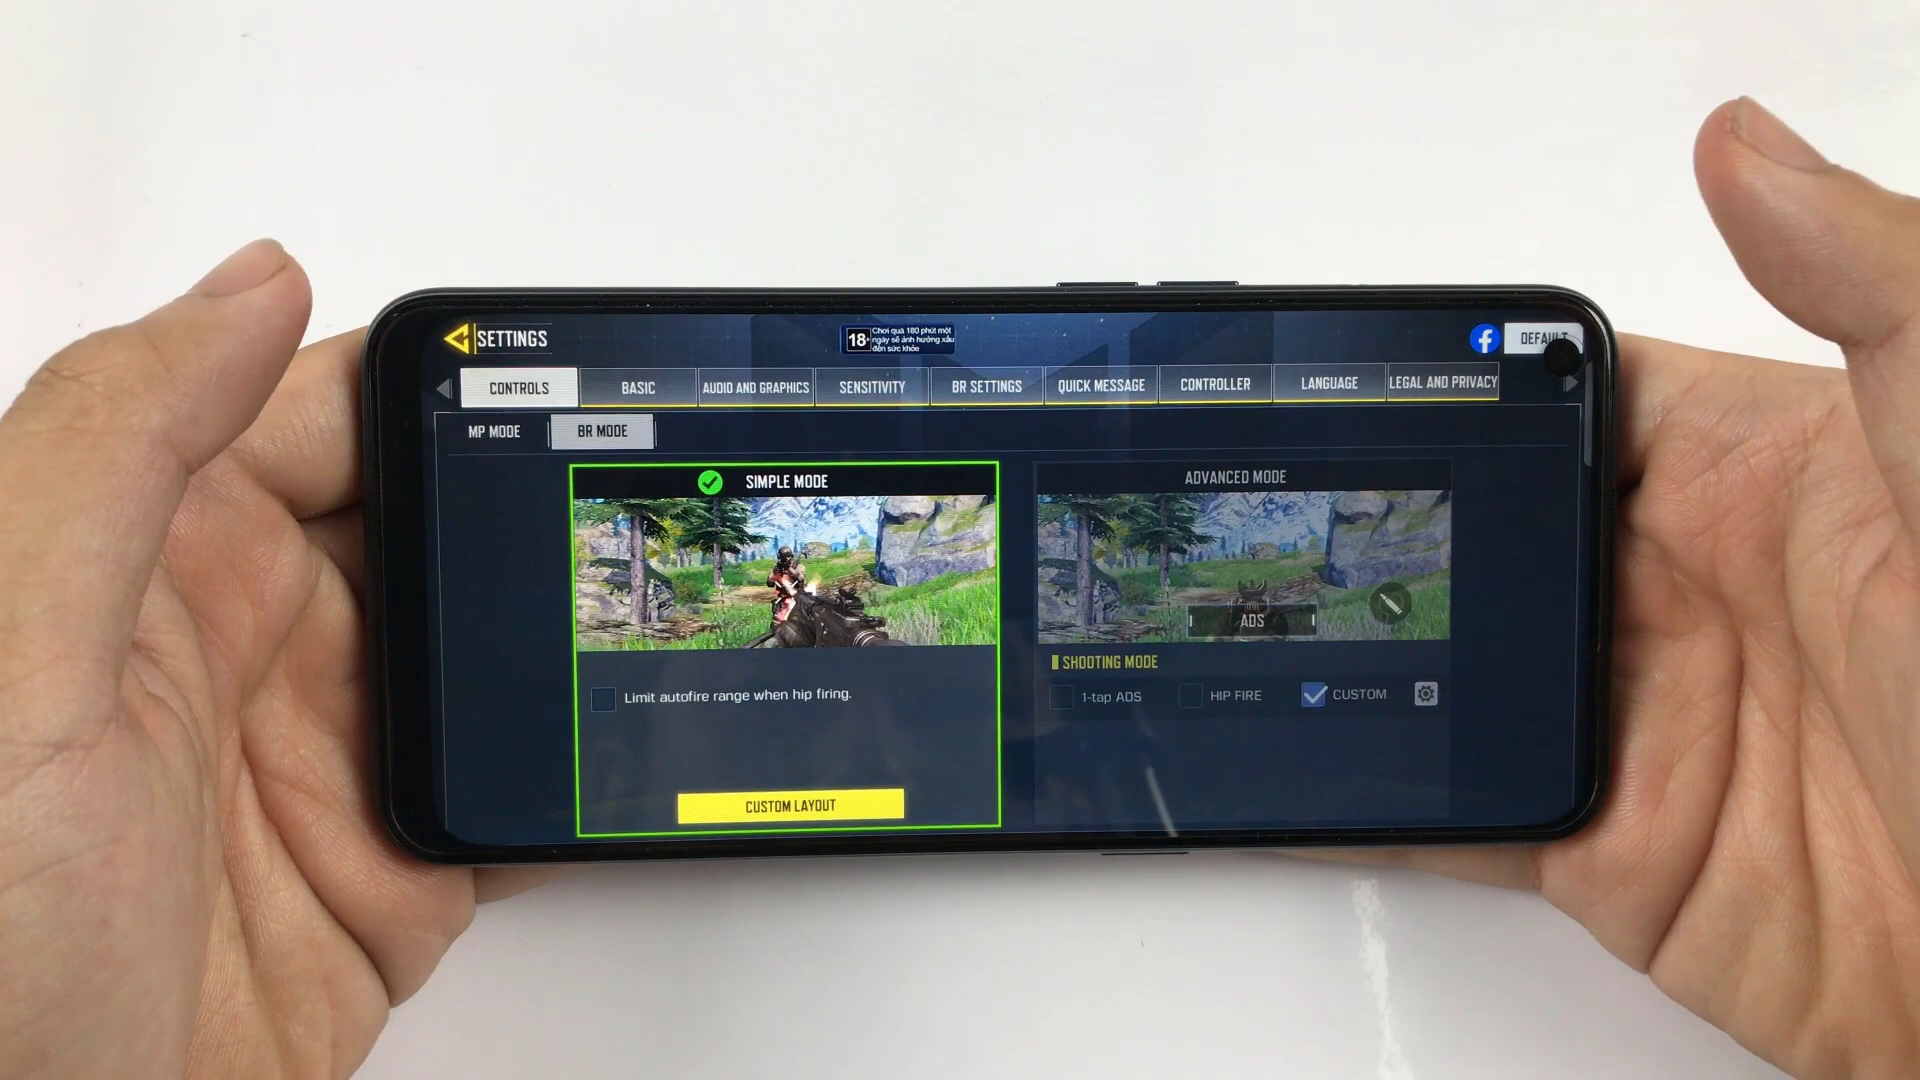 SETTINGS
18+
Chơi quá 180 phút một
ngày sẽ ảnh hưởng xấu
đến sức khỏe
DEFAULT
CONTROLS
BASIC
AUDIO AND GRAPHICS
SENSITIVITY
BR SETTINGS
QUICK MESSAGE
CONTROLLER
LANGUAGE
LEGAL AND PRIVACY
MP MODE
BR MODE
SIMPLE MODE
Limit autofire range when hip firing.
CUSTOM LAYOUT
ADVANCED MODE
ADS
SHOOTING MODE
1-tap ADS
HIP FIRE
CUSTOM